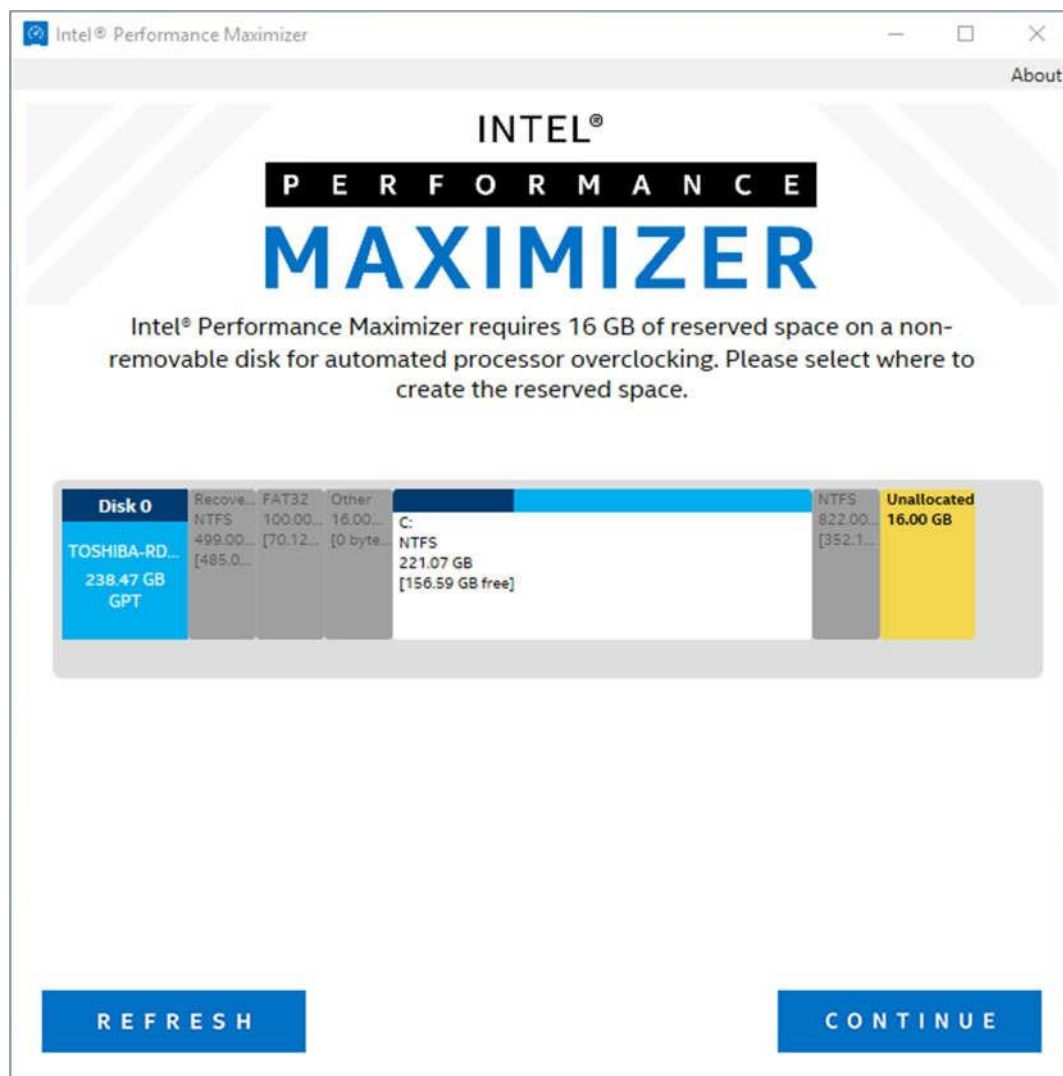 Intel® Performance Maximizer
About
INTEL®
PERFORMANCE
MAXIMIZER
Intel® Performance Maximizer requires 16 GB of reserved space on a non-
removable disk for automated processor overclocking. Please select where to
create the reserved space.
Disk 0
TOSHIBA-RD...
238.47 GB
GPT
Recove...
NTFS
499.00...
[485.0...
FAT32
100.00...
[70.12...
Other
16.00...
[0 byte...
C:
NTFS
221.07 GB
[156.59 GB free]
NTFS
822.00...
[352.1...
Unallocated
16.00 GB
REFRESH
CONTINUE